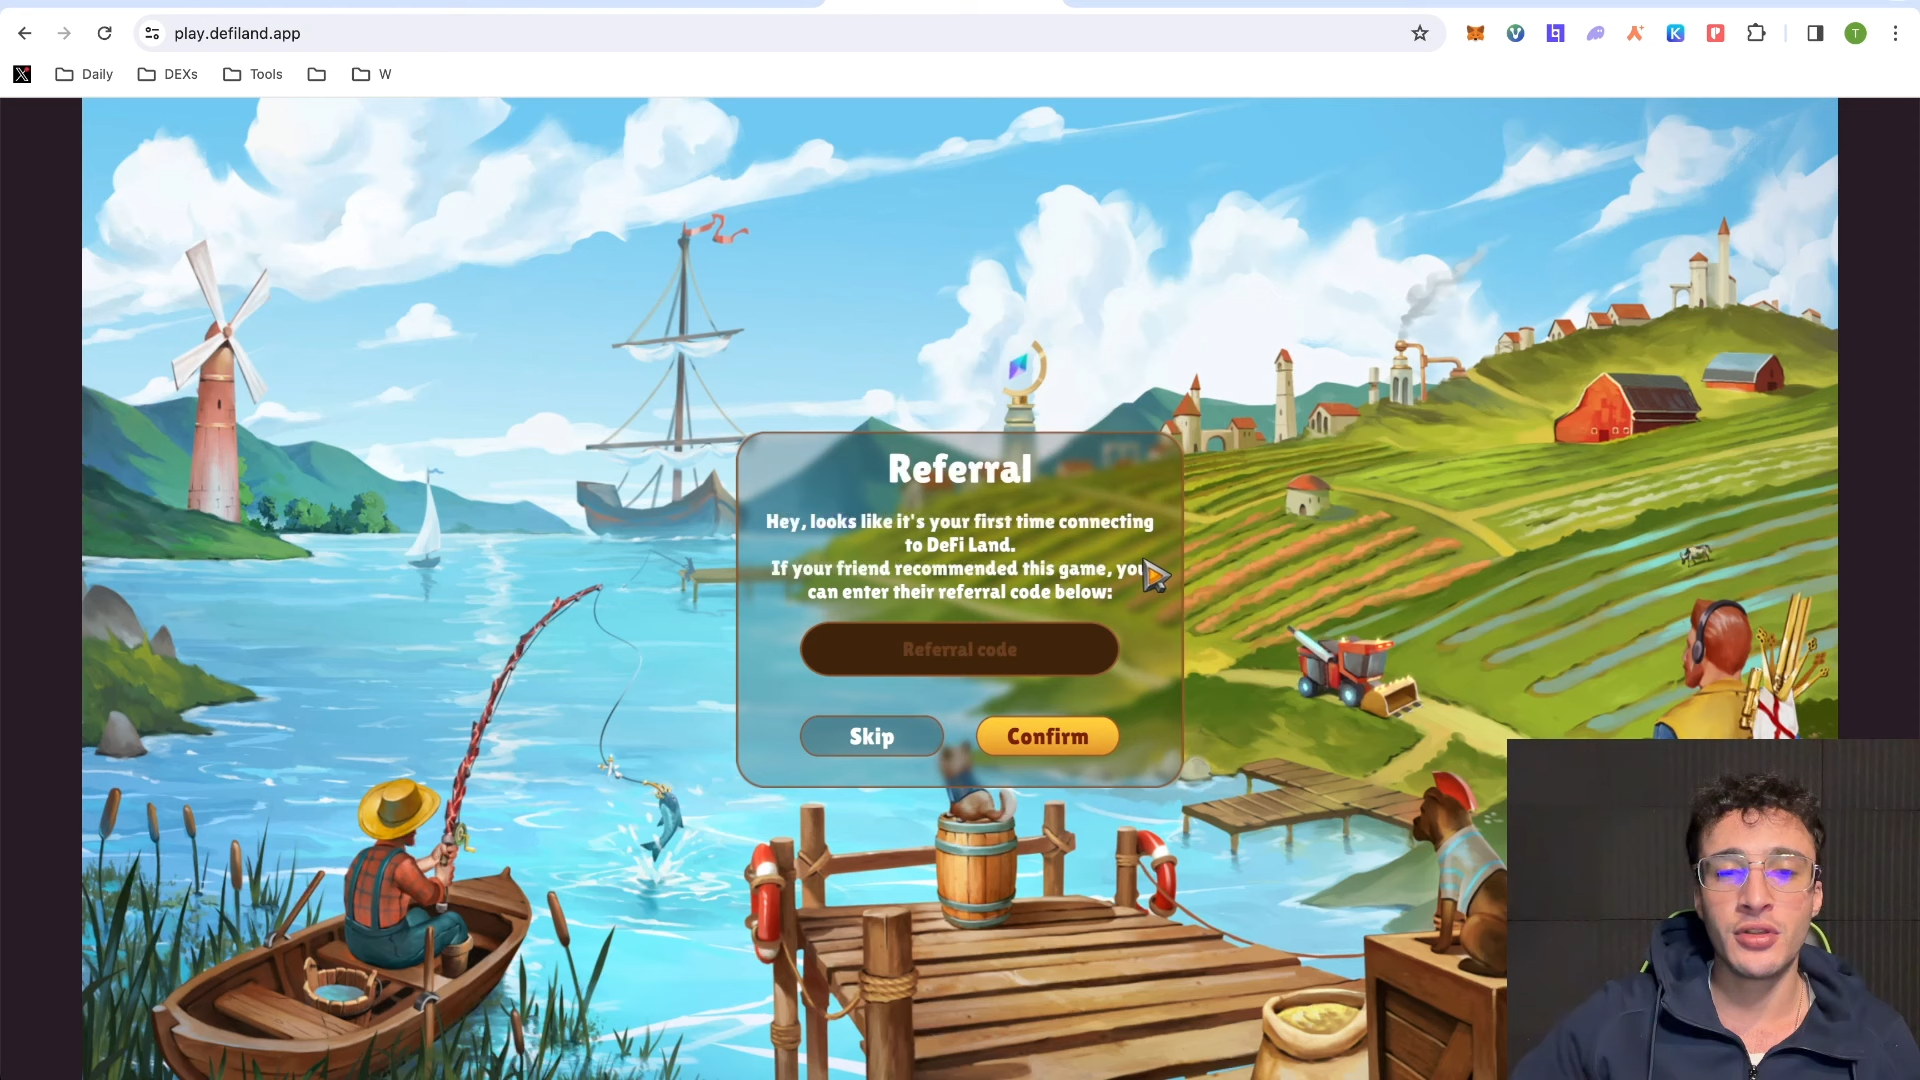 play.defiland.app
T
X
Daily
DEXs
Tools
W
Referral
Hey, looks like it's your first time connecting
to DeFi Land.
If your friend recommended this game, you
can enter their referral code below:
Referral code
Skip
Confirm